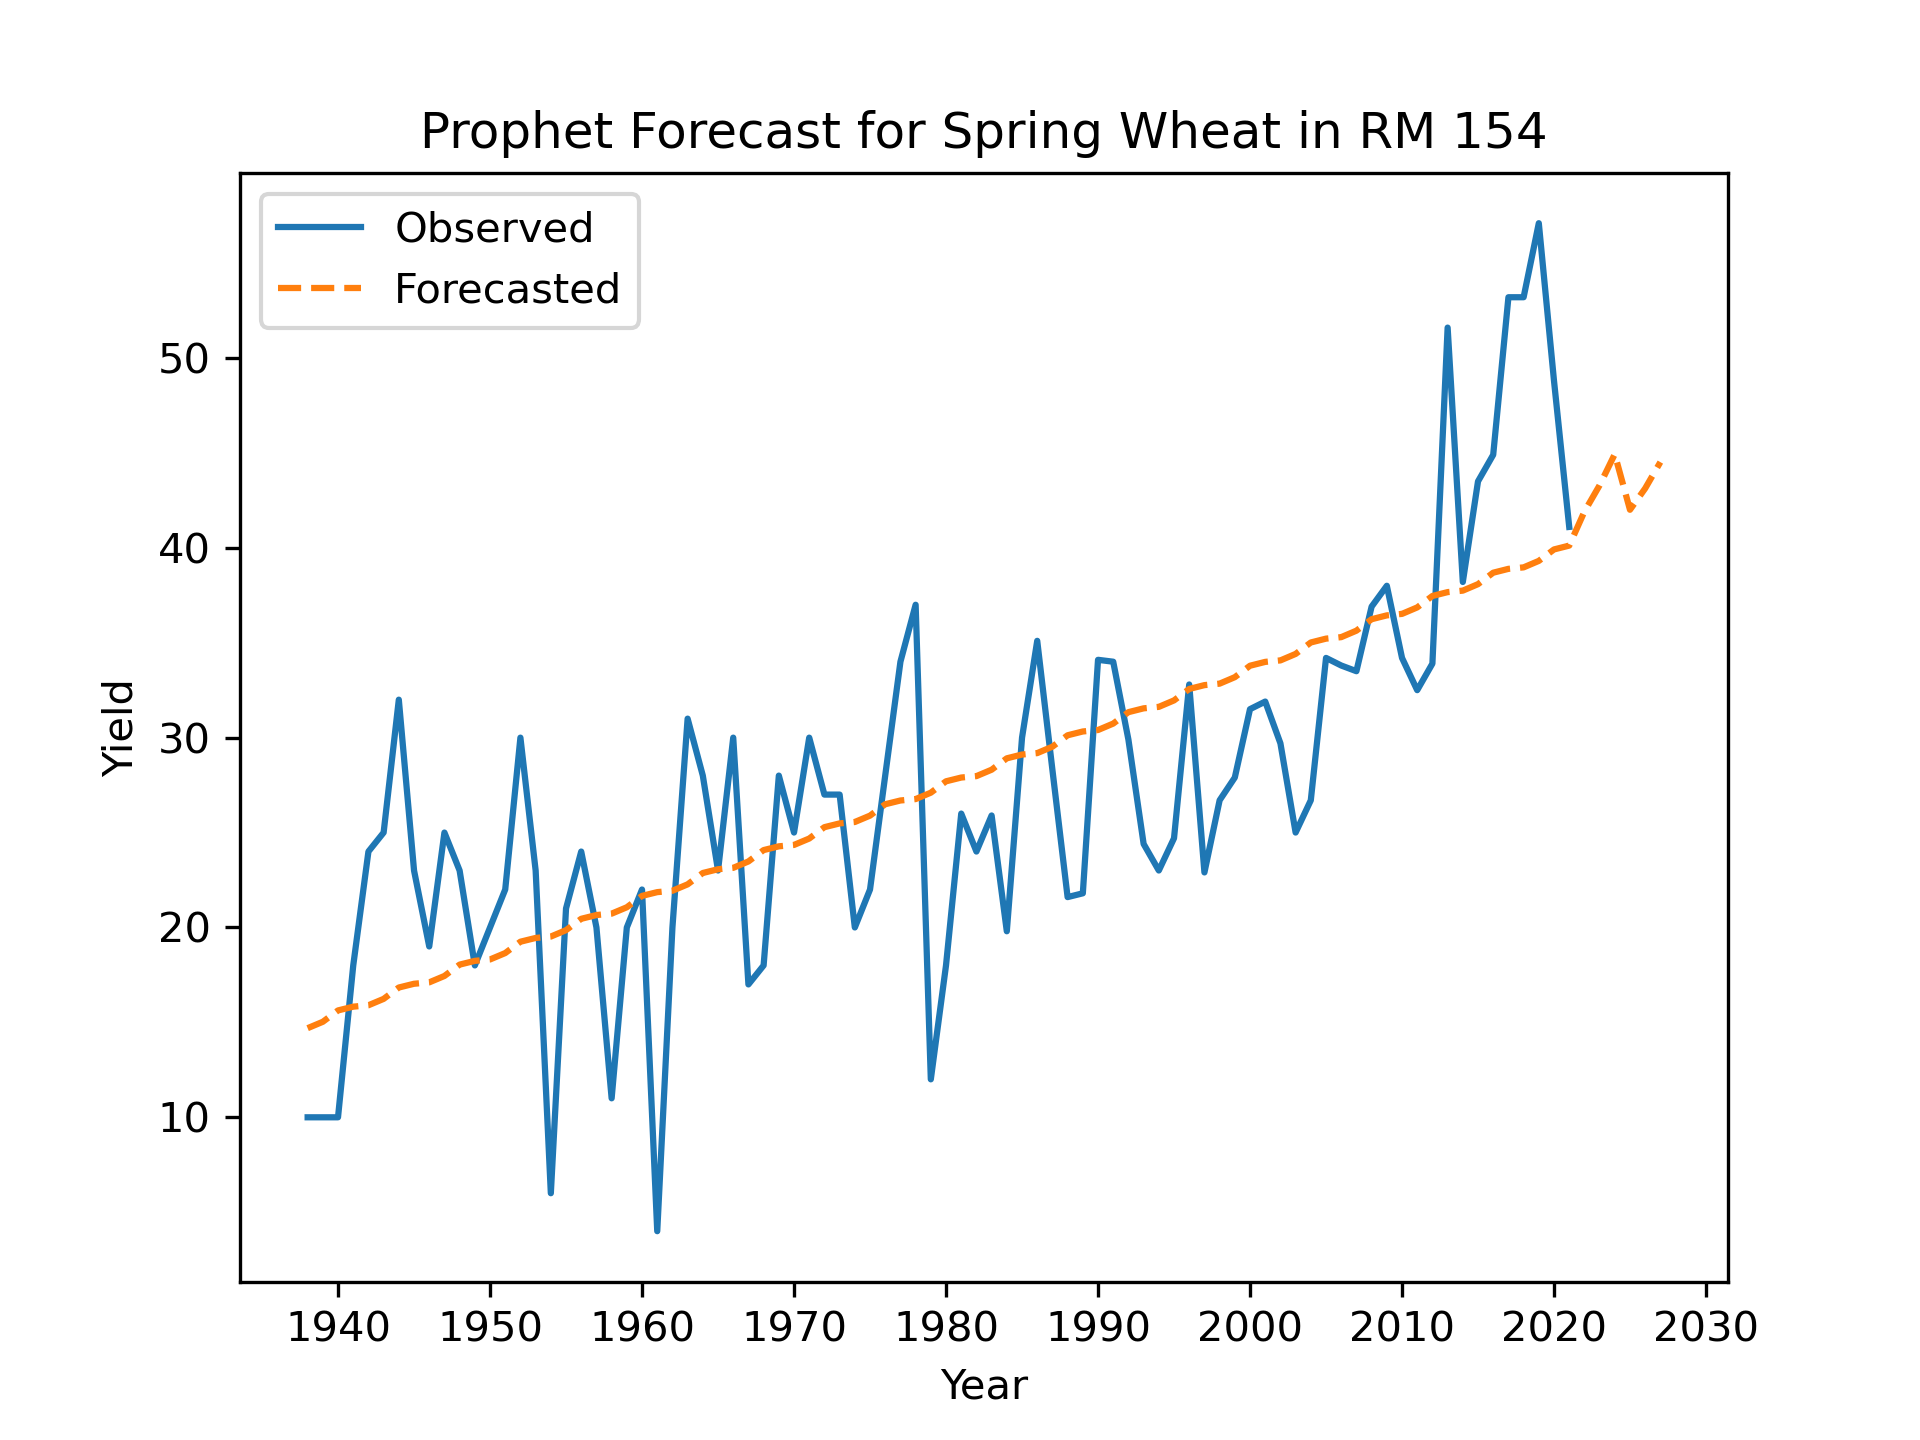 Prophet Forecast for Spring Wheat in RM 154
Observed
Forecasted
50
40
30
20
10
Yield
1940 1950 1960 1970 1980 1990 2000 2010 2020 2030
Year